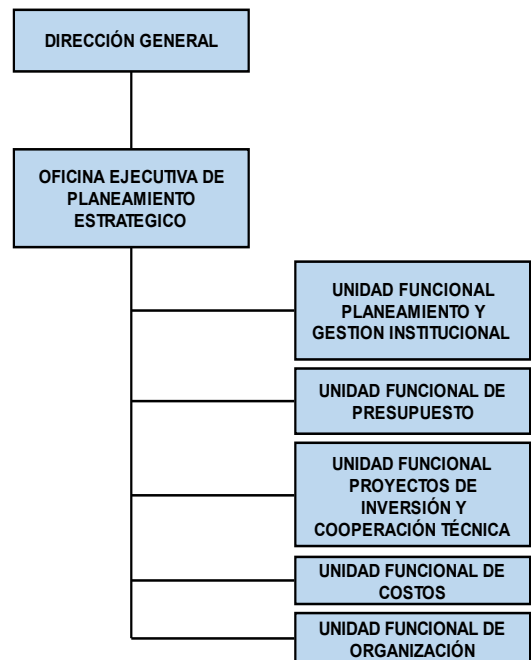 DIRECCIÓN GENERAL
OFICINA EJECUTIVA DE
PLANEAMIENTO
ESTRATEGICO
UNIDAD FUNCIONAL
PLANEAMIENTO Y
GESTION INSTITUCIONAL
UNIDAD FUNCIONAL DE
PRESUPUESTO
UNIDAD FUNCIONAL
PROYECTOS DE
INVERSIÓN Y
COOPERACIÓN TÉCNICA
UNIDAD FUNCIONAL DE
COSTOS
UNIDAD FUNCIONAL DE
ORGANIZACIÓN